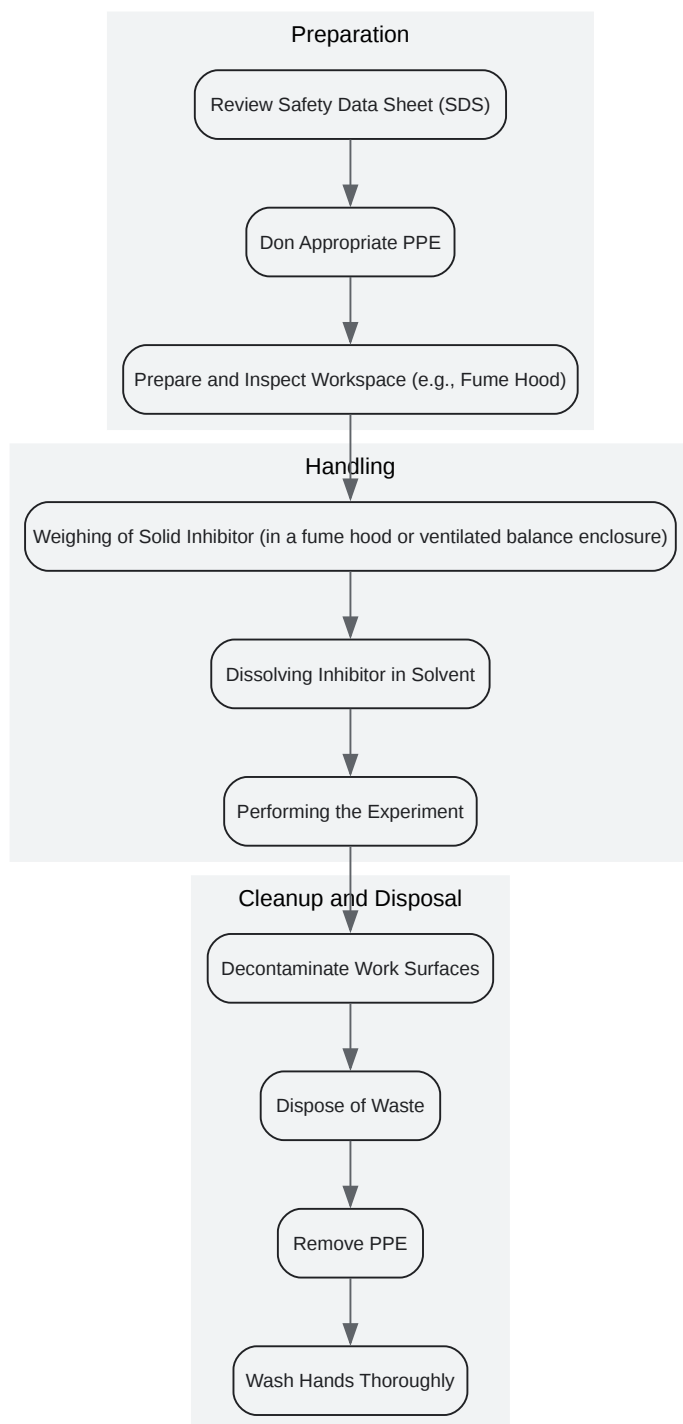 Preparation
Review Safety Data Sheet (SDS)
Don Appropriate PPE
Prepare and Inspect Workspace (e.g., Fume Hood)
Handling
Weighing of Solid Inhibitor (in a fume hood or ventilated balance enclosure)
Dissolving Inhibitor in Solvent
Performing the Experiment
Cleanup and Disposal
Decontaminate Work Surfaces
Dispose of Waste
Remove PPE
Wash Hands Thoroughly